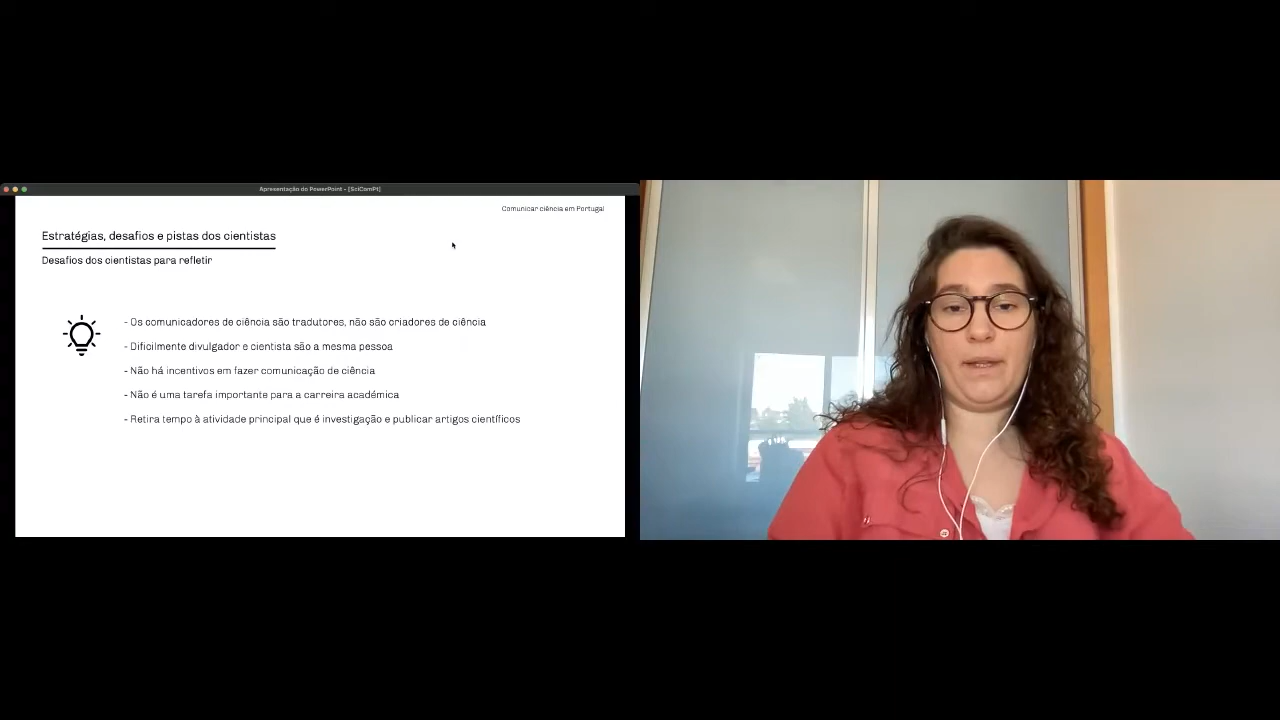 Apresentação do PowerPoint - [SciComPt]
Comunicar ciência em Portugal
Estratégias, desafios e pistas dos cientistas
Desafios dos cientistas para refletir
- Os comunicadores de ciência são tradutores, não são criadores de ciência
- Dificilmente divulgador e cientista são a mesma pessoa
- Não há incentivos em fazer comunicação de ciência
- Não é uma tarefa importante para a carreira académica
- Retira tempo à atividade principal que é investigação e publicar artigos científicos